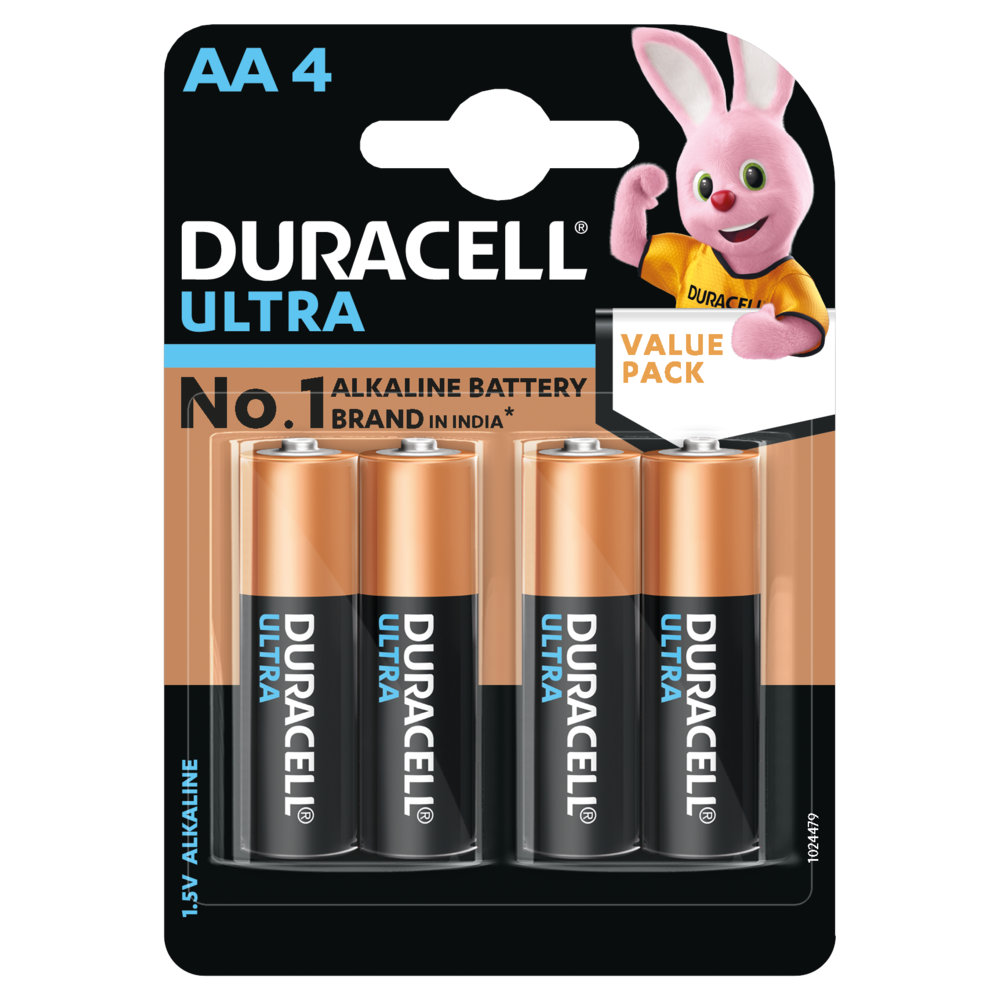 AA 4
DURACELL®
ULTRA
DURACELL
VALUE
PACK
No.1 ALKALINE BATTERY
BRAND IN INDIA*
DURACELL®
ULTRA
DURACELL®
ULTRA
DURACELL®
ULTRA
DURACELL®
ULTRA
1.5V ALKALINE
1024479